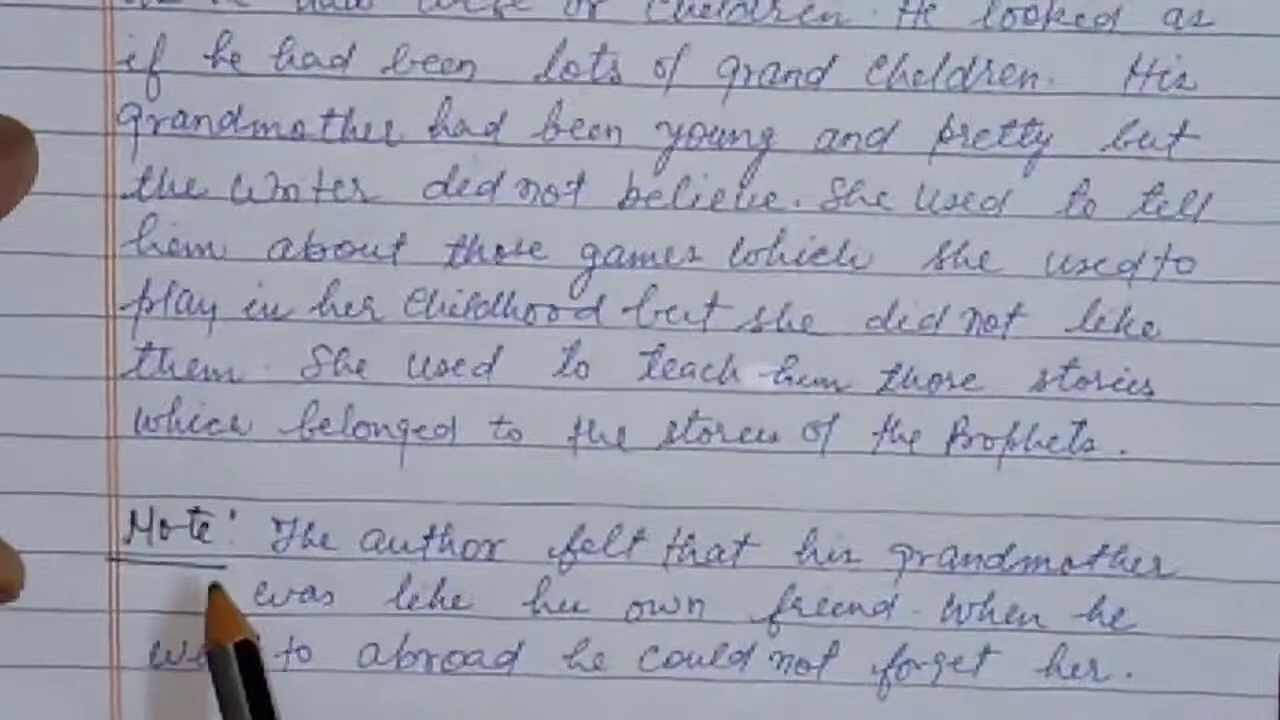 children. He looked as
if he had been lots of grand children. His
grandmother had been young and pretty but
the writer did not believe. She used to tell
him about those games which she used to
play in her childhood but she did not like
them. She used to teach him those stories
which belonged to the stories of the Prophets.
Note: The author felt that his grandmother
was like his own friend. When he
to abroad he could not forget her.